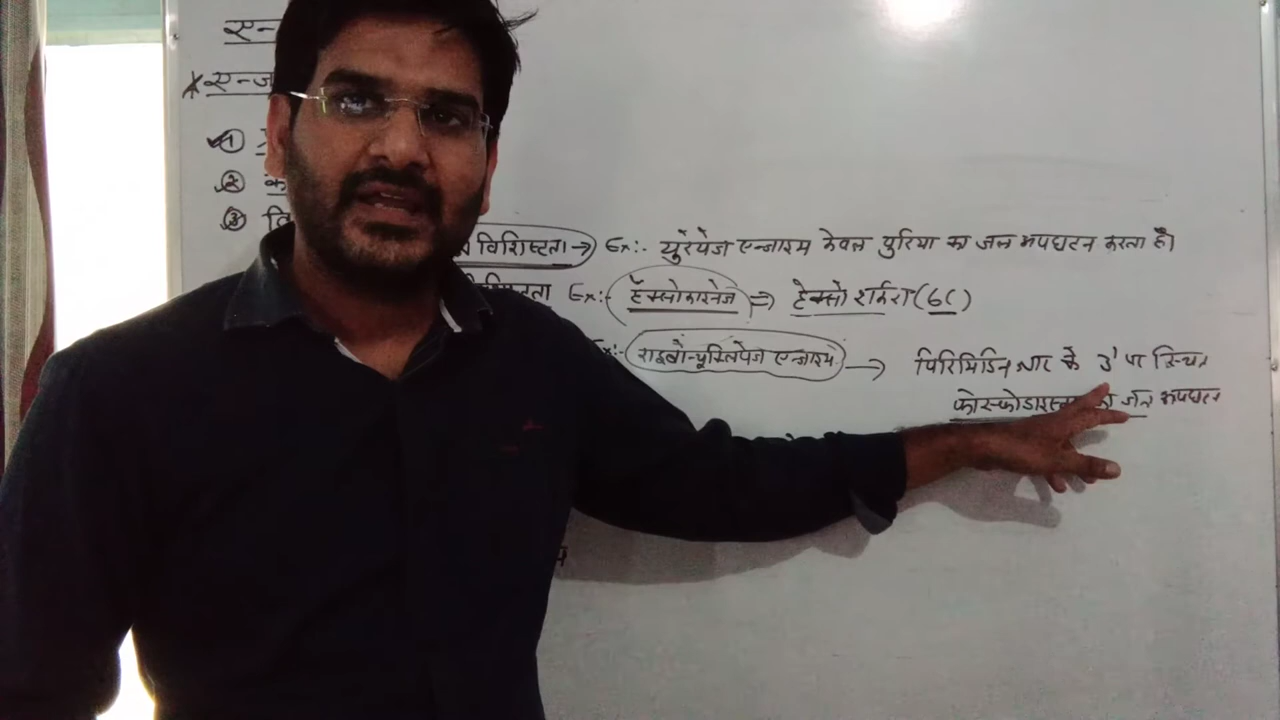 एन
* एन्ज
① 
② क
③ वि
विशिष्टता → Ex:- यूरेयेज एन्जाइम केवल युरिया का जल अपघटन करता है।
विशिष्टता Ex:- हेक्सोकाइनेज ⇒ हेक्सो शर्करा (6C)
Ex:- राइबोन्यूक्लियेज एन्जाइम → पिरिमिडिन क्षार के 3' पर स्थित
फोस्फोडाइस्टर का जल अपघटन